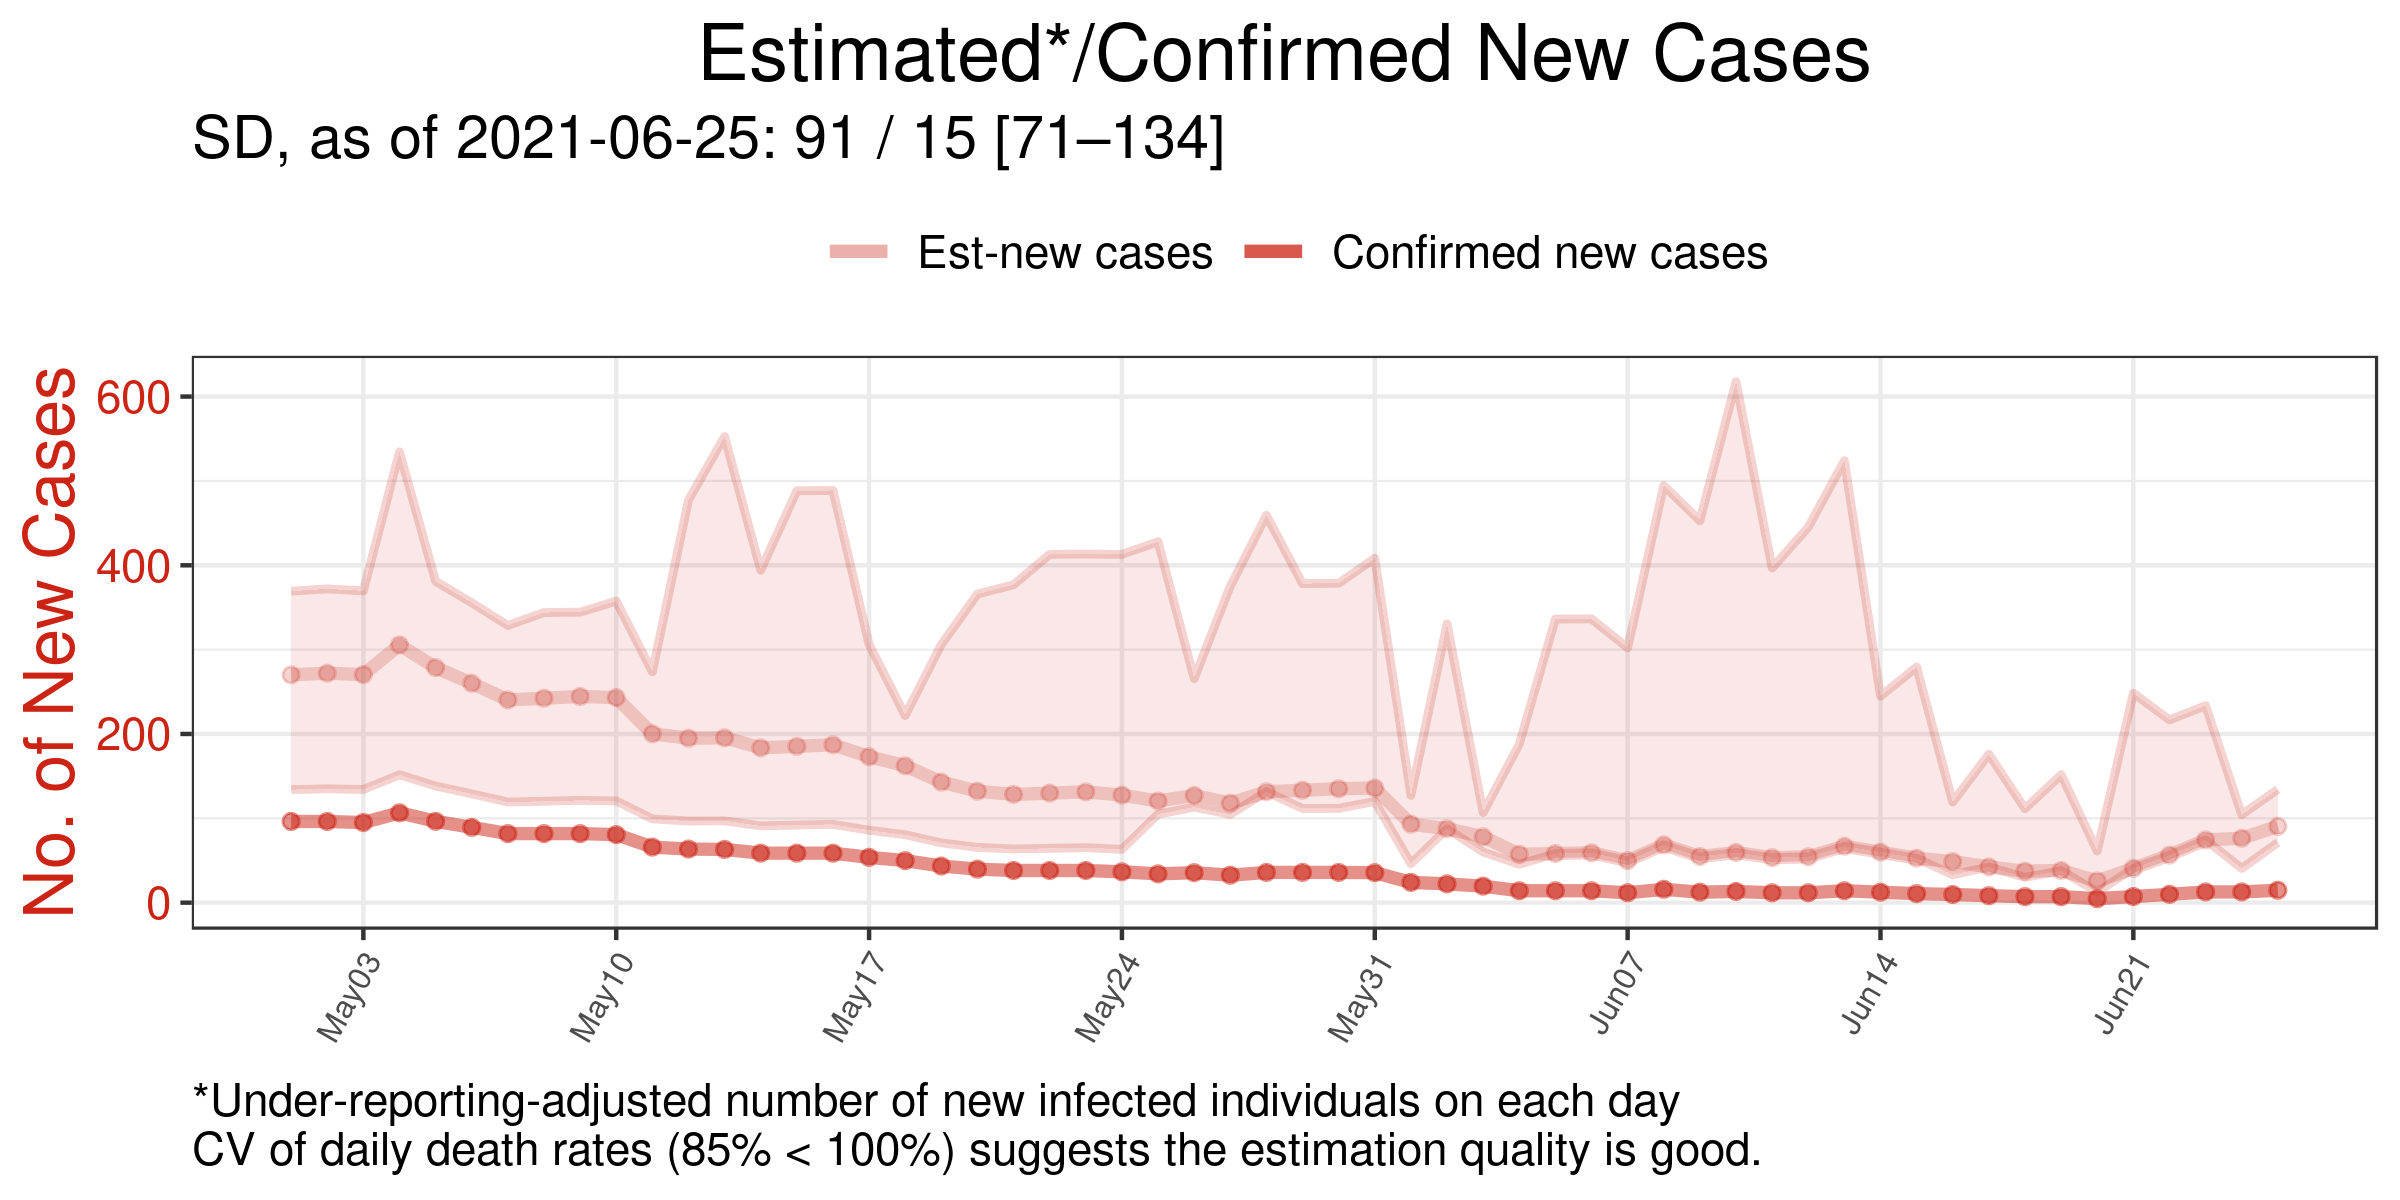 Estimated*/Confirmed New Cases
SD, as of 2021-06-25: 91 / 15 [71–134]
Est-new cases Confirmed new cases
No. of New Cases
600
400
200
0
May03 May10 May17 May24 May31 Jun07 Jun14 Jun21
*Under-reporting-adjusted number of new infected individuals on each day
CV of daily death rates (85% < 100%) suggests the estimation quality is good.